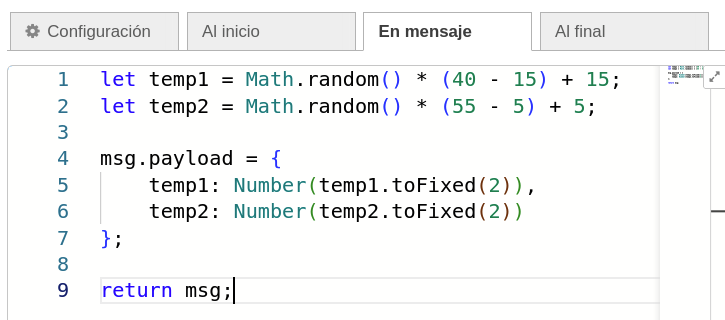 Configuración Al inicio En mensaje Al final
1 let temp1 = Math.random() * (40 - 15) + 15;
2 let temp2 = Math.random() * (55 - 5) + 5;
3
4 msg.payload = {
5     temp1: Number(temp1.toFixed(2)),
6     temp2: Number(temp2.toFixed(2))
7 };
8
9 return msg;